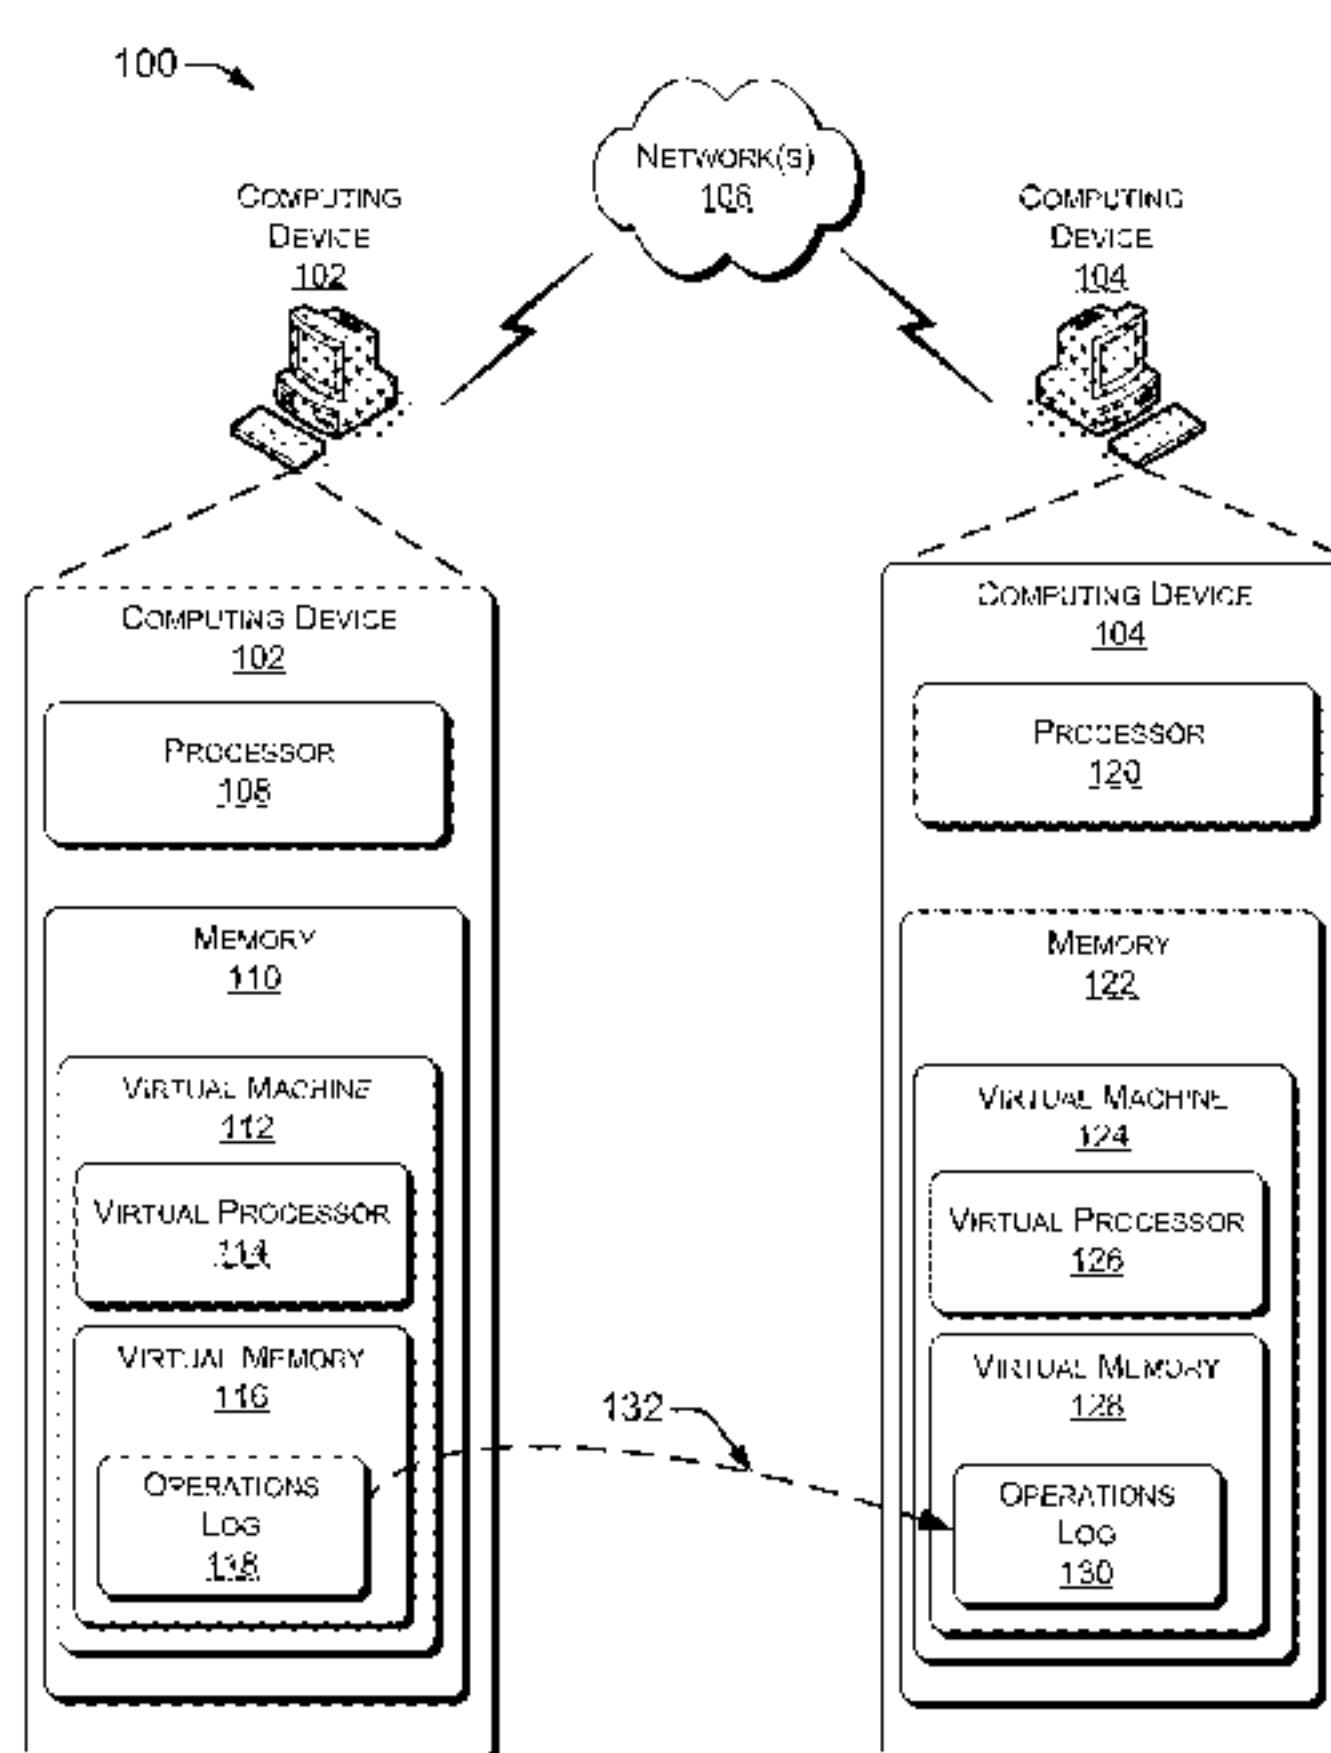 100
NETWORK(S)
106
COMPUTING
DEVICE
102
COMPUTING
DEVICE
104
COMPUTING DEVICE
102
PROCESSOR
108
MEMORY
110
VIRTUAL MACHINE
112
VIRTUAL PROCESSOR
114
VIRTUAL MEMORY
116
OPERATIONS
LOG
118
132
COMPUTING DEVICE
104
PROCESSOR
120
MEMORY
122
VIRTUAL MACHINE
124
VIRTUAL PROCESSOR
126
VIRTUAL MEMORY
128
OPERATIONS
LOG
130